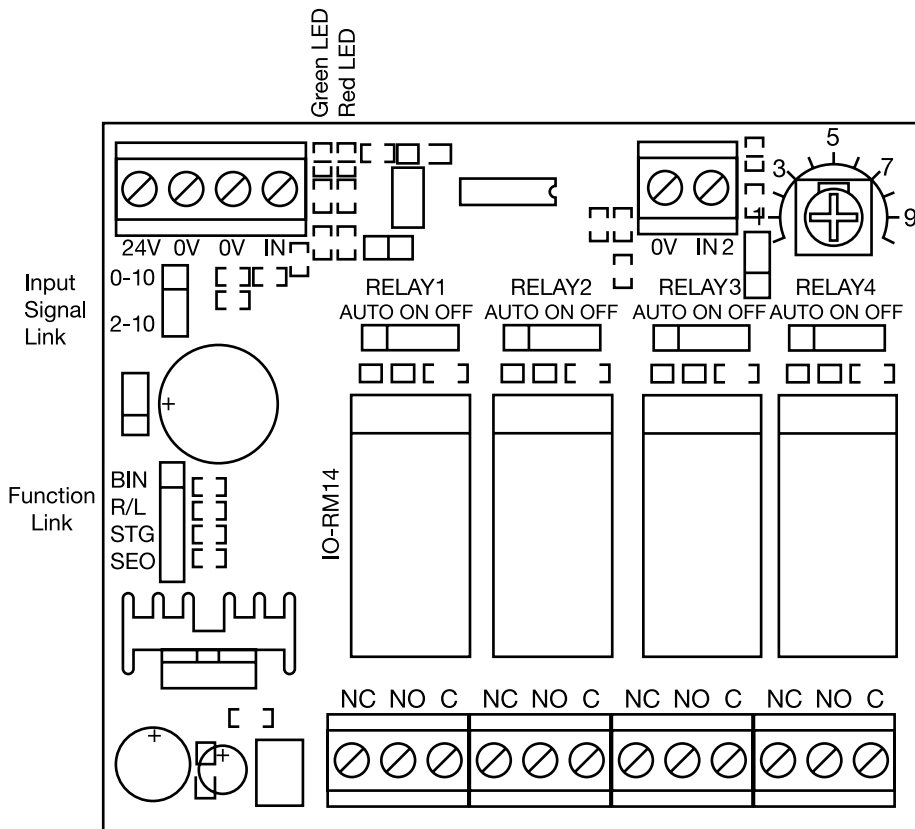 Green LED
Red LED
24V 0V 0V IN
0V IN 2
1 3 5 7 9
Input
Signal
Link
0-10
2-10
RELAY1 RELAY2 RELAY3 RELAY4
AUTO ON OFF AUTO ON OFF AUTO ON OFF AUTO ON OFF
+
Function
Link
BIN
R/L
STG
SEO
IO-RM14
NC NO C NC NO C NC NO C NC NO C
+ +